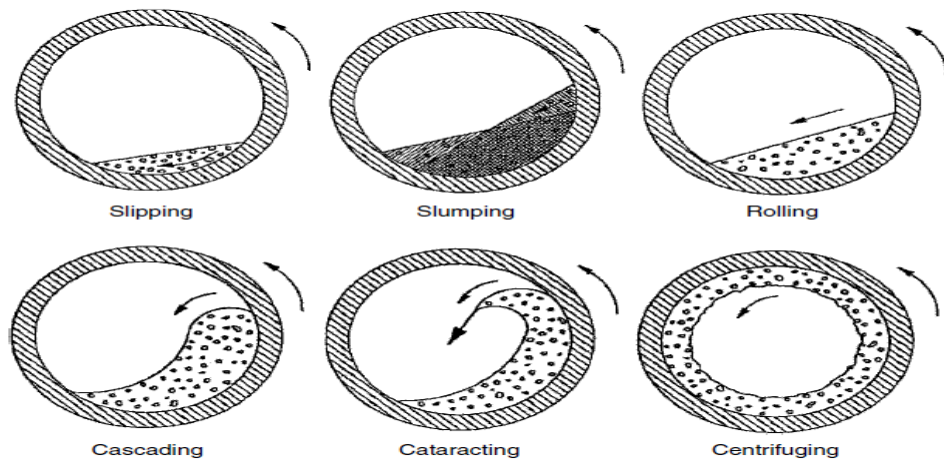 Slipping
Slumping
Rolling
Cascading
Cataracting
Centrifuging